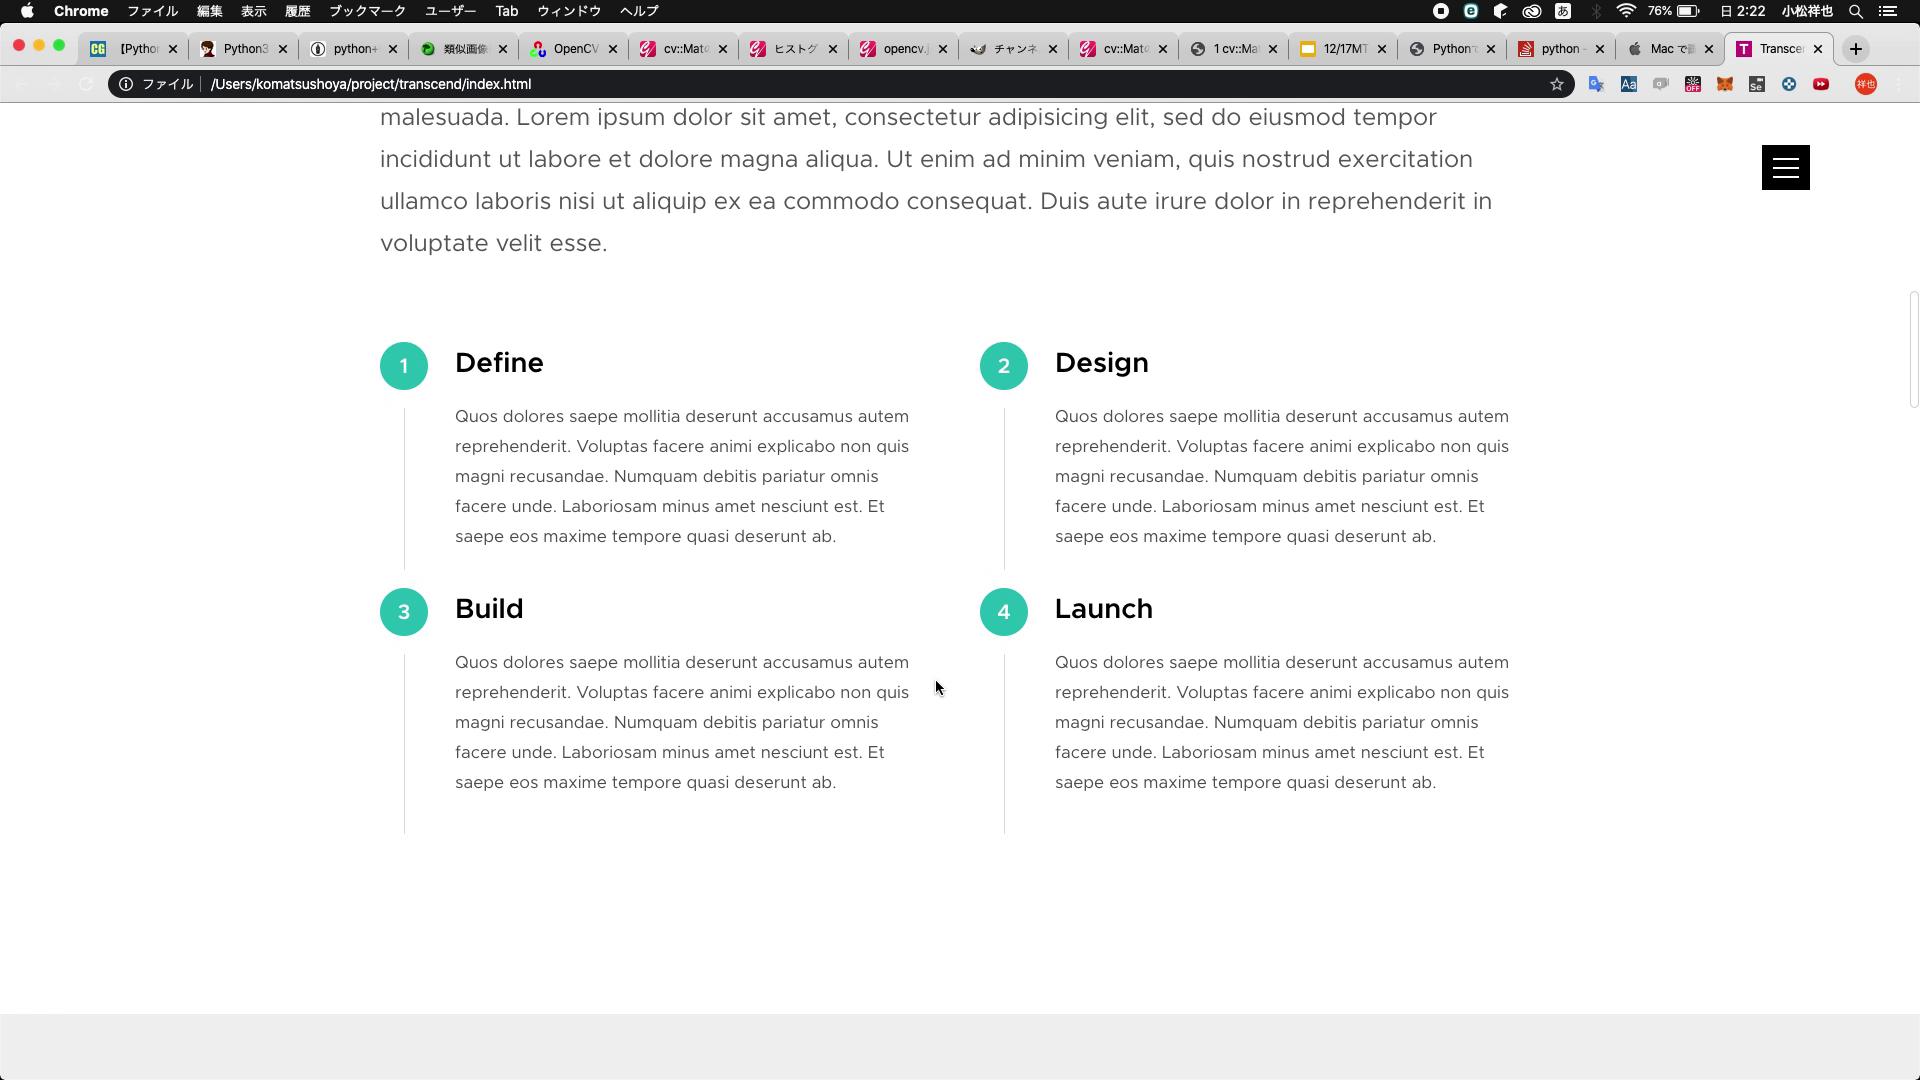 Chrome ファイル 編集 表示 履歴 ブックマーク ユーザー Tab ウィンドウ ヘルプ あ 76% 日 2:22 小松祥也
CG 【Pytho Python3 python+ 類似画像 OpenCV cv::Mat ヒストグ opencv. チャンネ cv::Mat 1 cv::Ma 12/17MT Python python - Mac で Transce
ファイル /Users/komatsushoya/project/transcend/index.html Aa OFF Se 祥也
malesuada. Lorem ipsum dolor sit amet, consectetur adipisicing elit, sed do eiusmod tempor
incididunt ut labore et dolore magna aliqua. Ut enim ad minim veniam, quis nostrud exercitation
ullamco laboris nisi ut aliquip ex ea commodo consequat. Duis aute irure dolor in reprehenderit in
voluptate velit esse.
1 Define
Quos dolores saepe mollitia deserunt accusamus autem
reprehenderit. Voluptas facere animi explicabo non quis
magni recusandae. Numquam debitis pariatur omnis
facere unde. Laboriosam minus amet nesciunt est. Et
saepe eos maxime tempore quasi deserunt ab.
2 Design
Quos dolores saepe mollitia deserunt accusamus autem
reprehenderit. Voluptas facere animi explicabo non quis
magni recusandae. Numquam debitis pariatur omnis
facere unde. Laboriosam minus amet nesciunt est. Et
saepe eos maxime tempore quasi deserunt ab.
3 Build
Quos dolores saepe mollitia deserunt accusamus autem
reprehenderit. Voluptas facere animi explicabo non quis
magni recusandae. Numquam debitis pariatur omnis
facere unde. Laboriosam minus amet nesciunt est. Et
saepe eos maxime tempore quasi deserunt ab.
4 Launch
Quos dolores saepe mollitia deserunt accusamus autem
reprehenderit. Voluptas facere animi explicabo non quis
magni recusandae. Numquam debitis pariatur omnis
facere unde. Laboriosam minus amet nesciunt est. Et
saepe eos maxime tempore quasi deserunt ab.